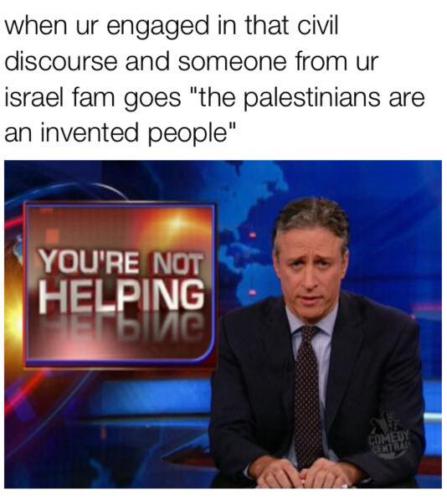 when ur engaged in that civil
discourse and someone from ur
israel fam goes "the palestinians are
an invented people"
YOU'RE NOT
HELPING
COMEDY
CENTRAL